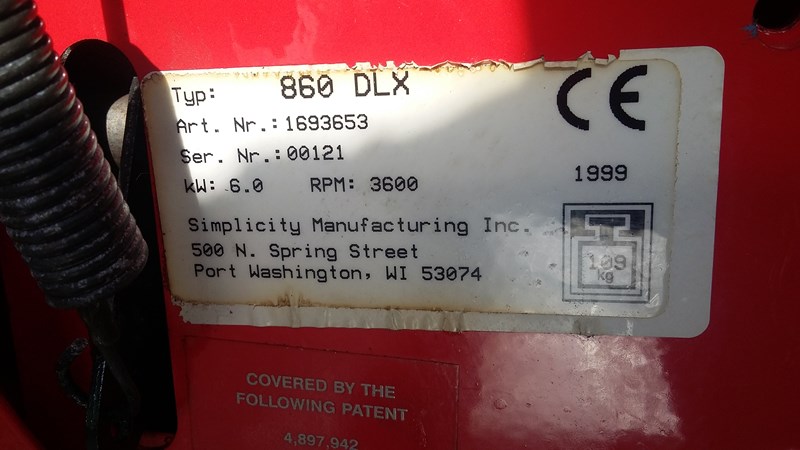 Typ: 860 DLX
CE
Art. Nr.:1693653
Ser. Nr.:00121
kW: 6.0 RPM: 3600
1999
Simplicity Manufacturing Inc.
500 N. Spring Street
Port Washington, WI 53074
109
Kg
COVERED BY THE
FOLLOWING PATENT
4,897,942